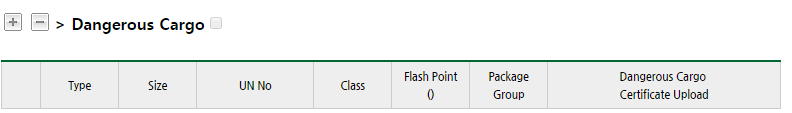 > Dangerous Cargo
Type Size UN No Class Flash Point Package Dangerous Cargo
() Group Certificate Upload